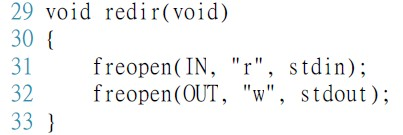 29 void redir(void)
30 {
31     freopen(IN, "r", stdin);
32     freopen(OUT, "w", stdout);
33 }